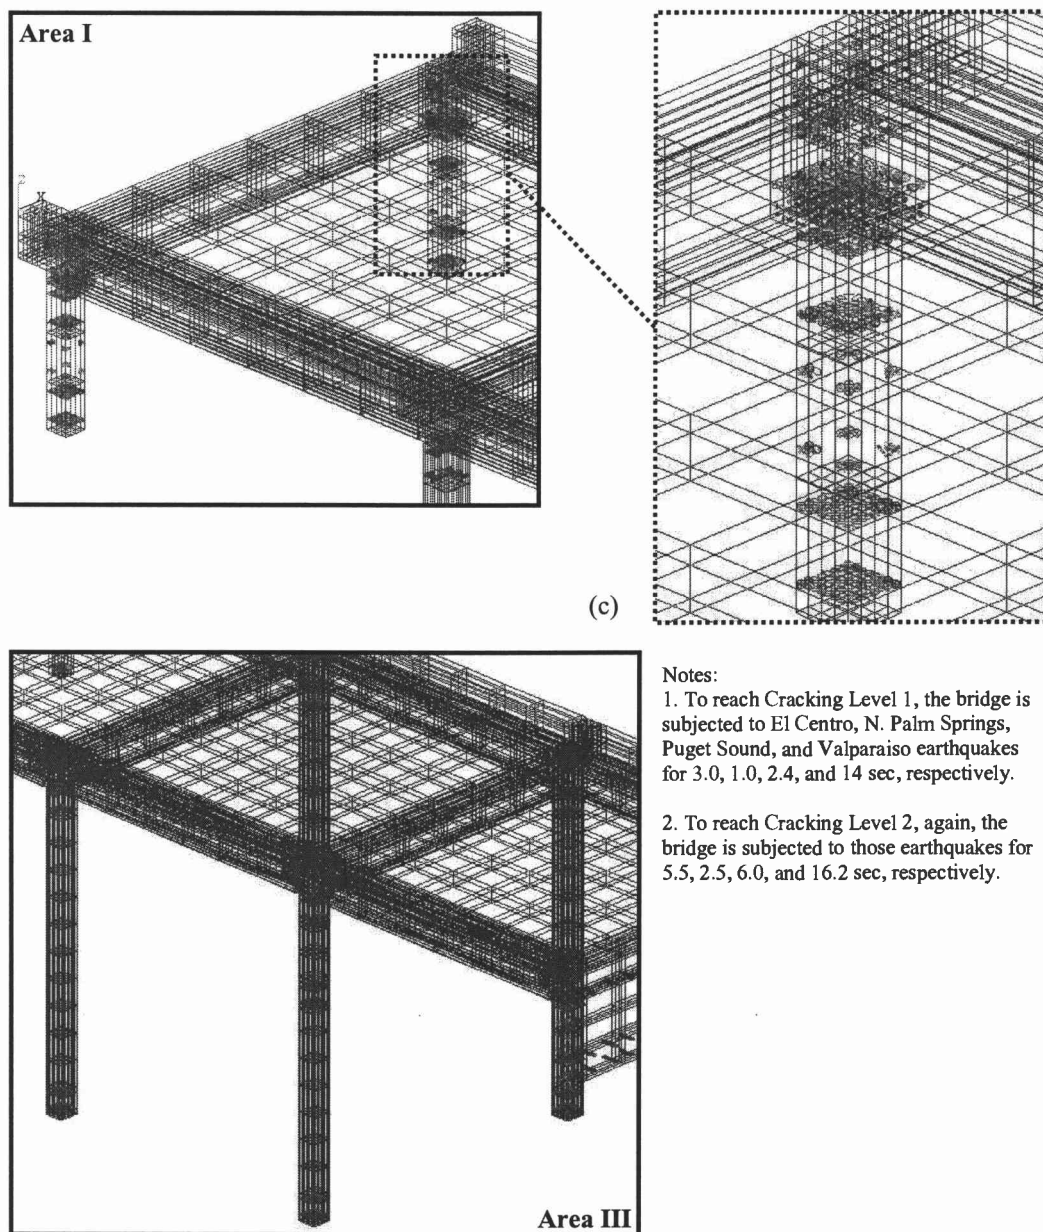 Area I
Z
X
(c)
Notes:
1. To reach Cracking Level 1, the bridge is
subjected to El Centro, N. Palm Springs,
Puget Sound, and Valparaiso earthquakes
for 3.0, 1.0, 2.4, and 14 sec, respectively.
2. To reach Cracking Level 2, again, the
bridge is subjected to those earthquakes for
5.5, 2.5, 6.0, and 16.2 sec, respectively.
Area III